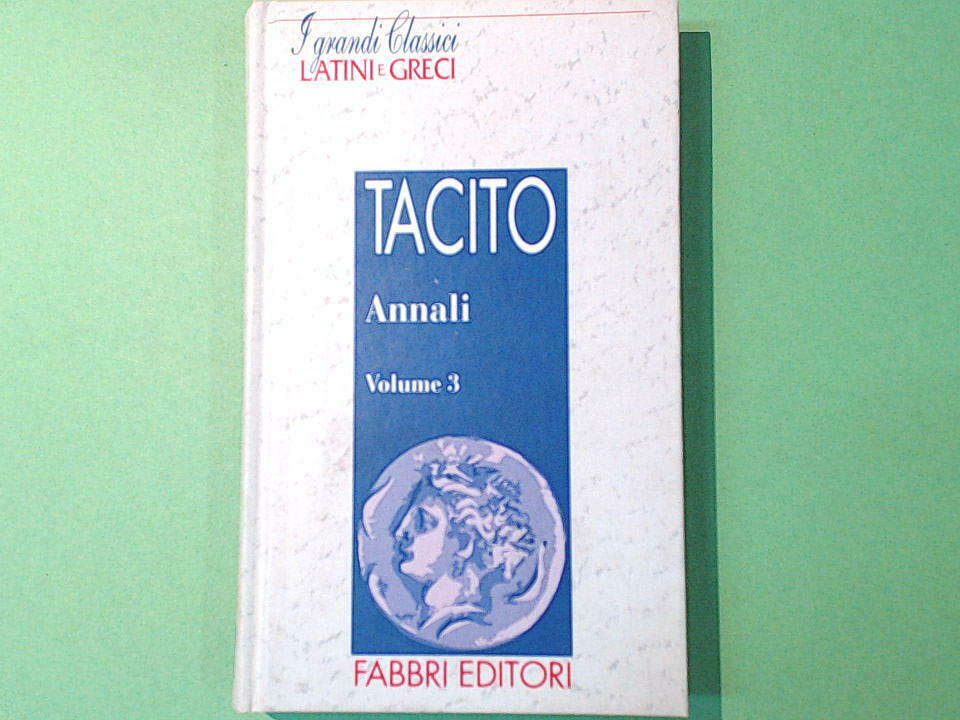 I grandi Classici
LATINI E GRECI
TACITO
Annali
Volume 3
FABBRI EDITORI